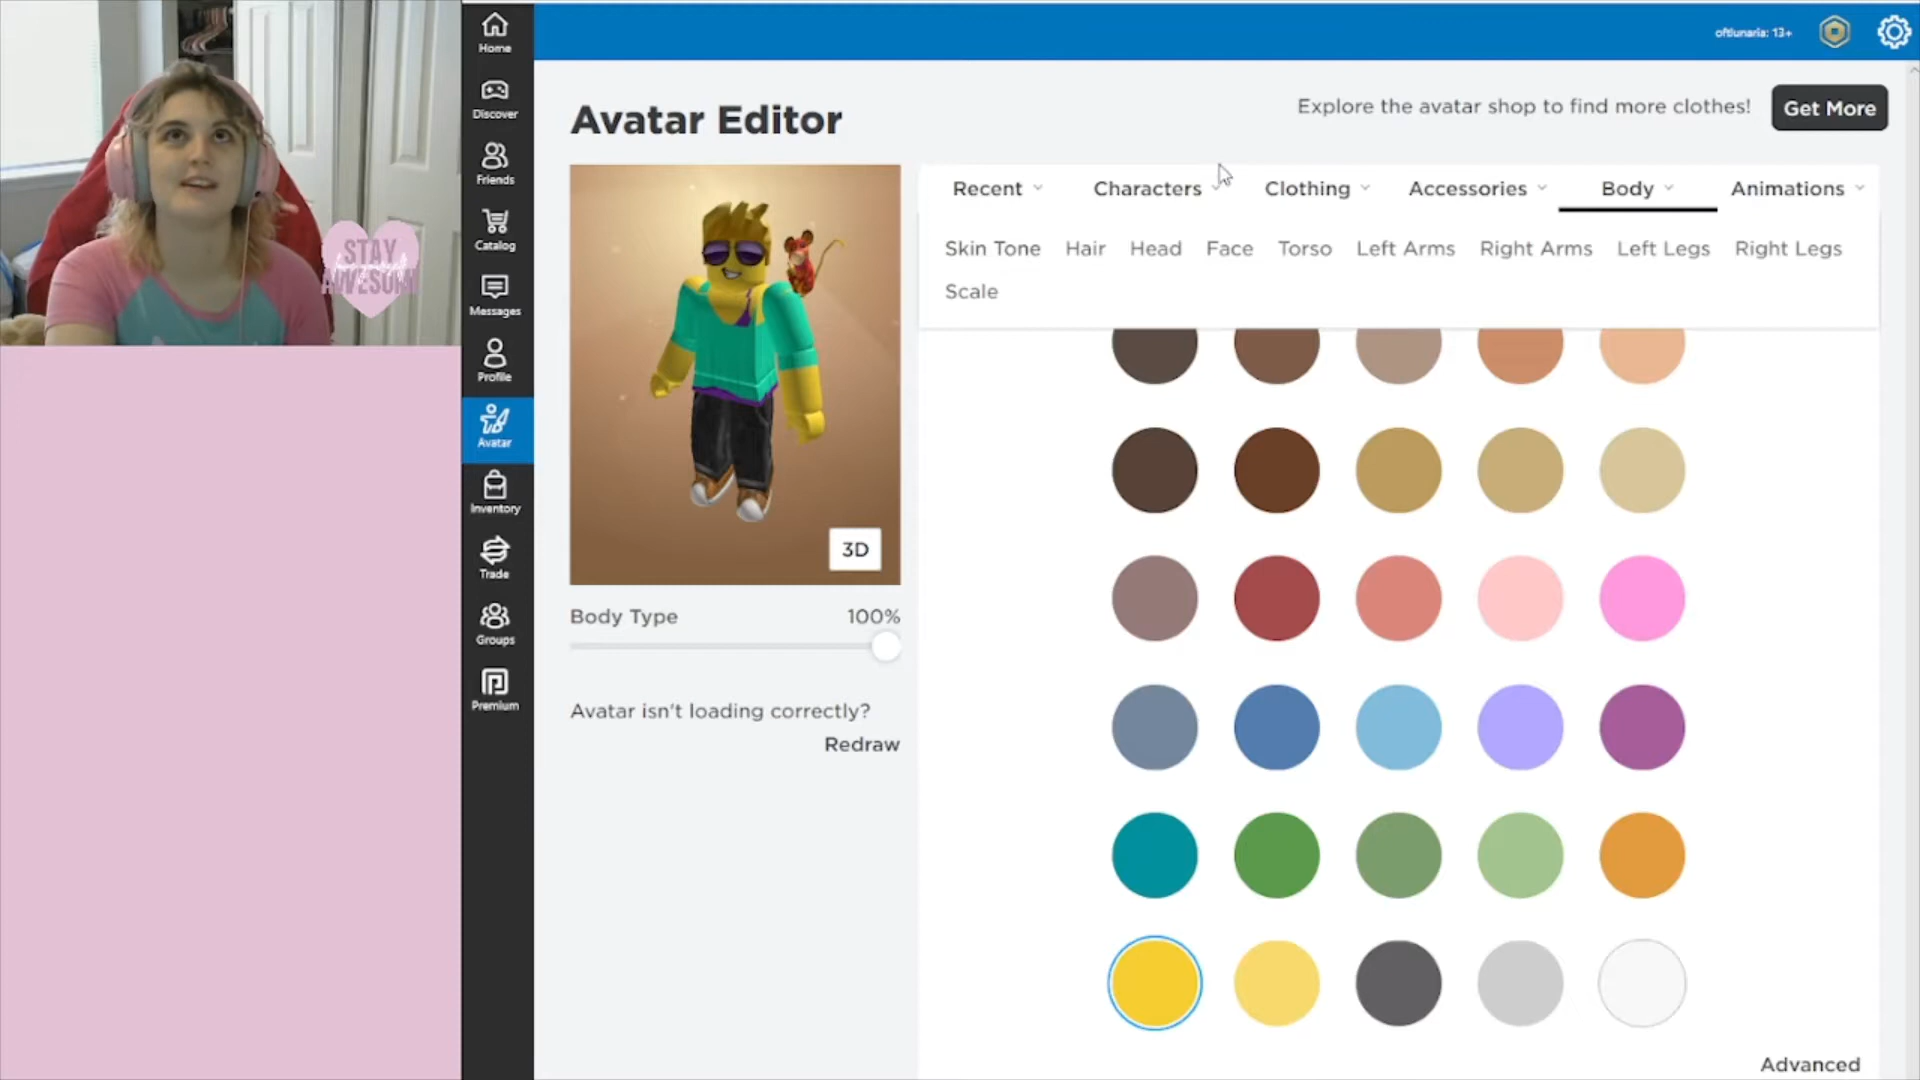 Home
Discover
Friends
Catalog
Messages
Profile
Avatar
Inventory
Trade
Groups
Premium
oftlunaria: 13+
Avatar Editor
Explore the avatar shop to find more clothes!
Get More
Recent
Characters
Clothing
Accessories
Body
Animations
Skin Tone
Hair
Head
Face
Torso
Left Arms
Right Arms
Left Legs
Right Legs
Scale
3D
Body Type
100%
Avatar isn't loading correctly?
Redraw
Advanced
STAY
AWESOME